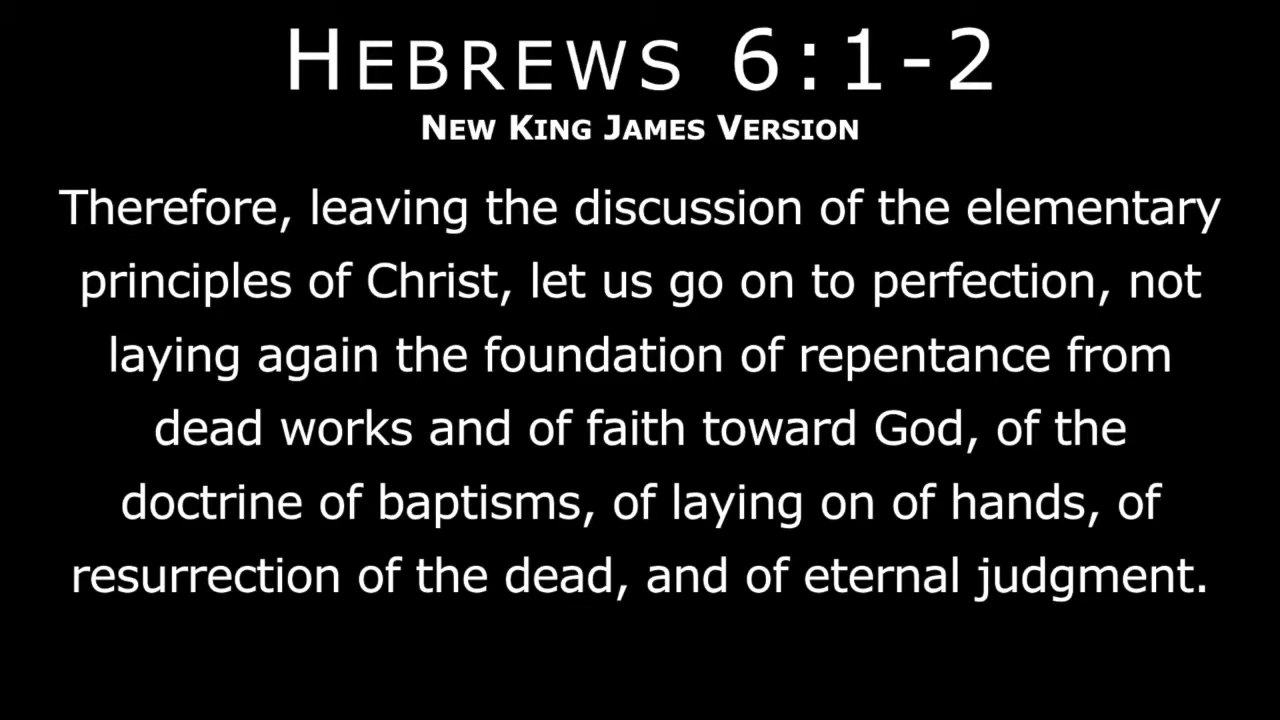 HEBREWS 6:1-2
NEW KING JAMES VERSION
Therefore, leaving the discussion of the elementary
principles of Christ, let us go on to perfection, not
laying again the foundation of repentance from
dead works and of faith toward God, of the
doctrine of baptisms, of laying on of hands, of
resurrection of the dead, and of eternal judgment.